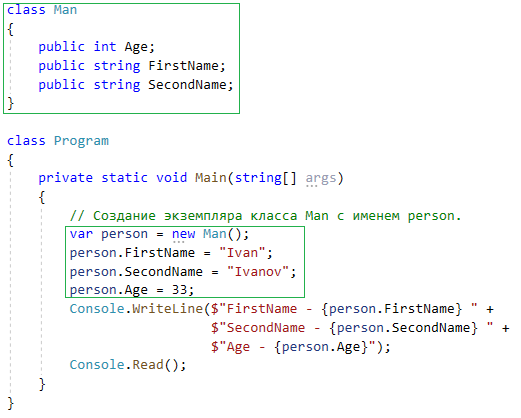 class Man
{
    public int Age;
    public string FirstName;
    public string SecondName;
}
class Program
{
    private static void Main(string[] args)
    {
        // Создание экземпляра класса Man с именем person.
        var person = new Man();
        person.FirstName = "Ivan";
        person.SecondName = "Ivanov";
        person.Age = 33;
        Console.WriteLine($"FirstName - {person.FirstName} " +
                          $"SecondName - {person.SecondName} " +
                          $"Age - {person.Age}");
        Console.Read();
    }
}